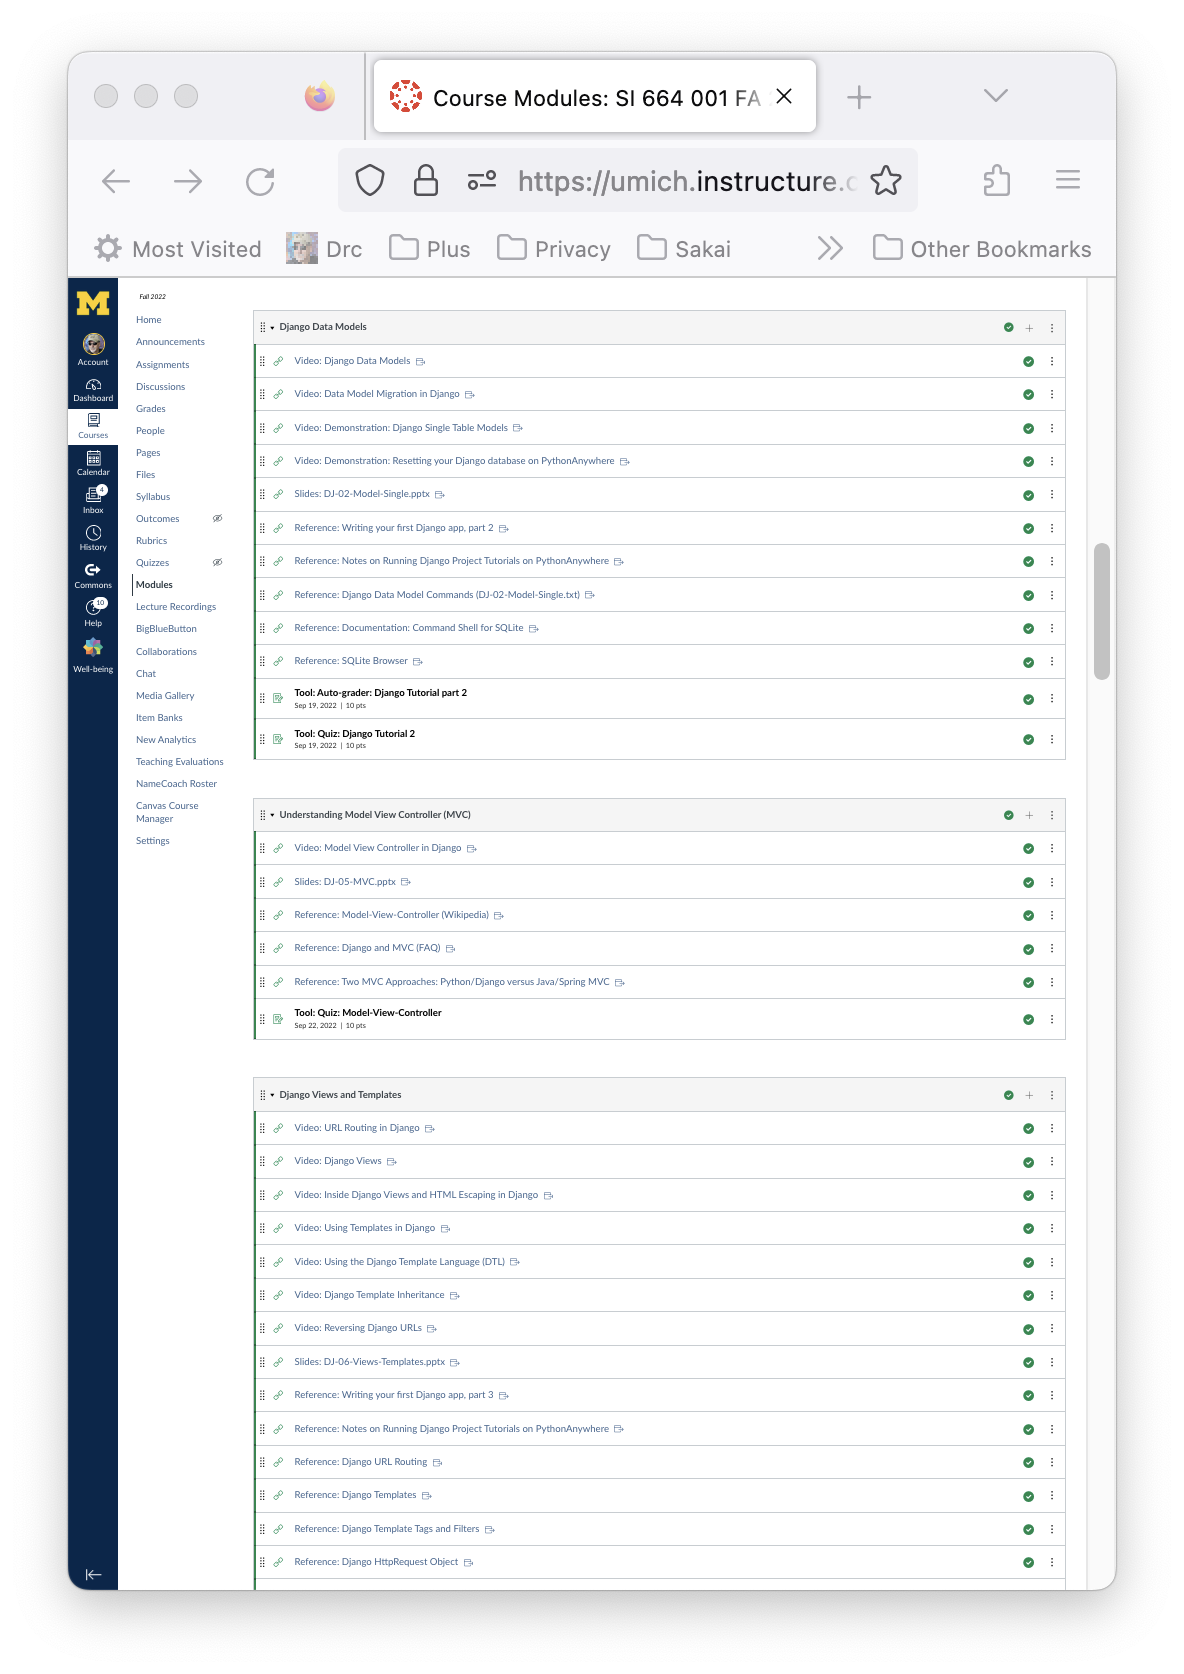 Course Modules: SI 664 001 FA
https://umich.instructure.c
Most Visited
Drc
Plus
Privacy
Sakai
Other Bookmarks
M
Account
Dashboard
Courses
Calendar
4
Inbox
History
Commons
10
Help
Well-being
Fall 2022
Home
Announcements
Assignments
Discussions
Grades
People
Pages
Files
Syllabus
Outcomes
Rubrics
Quizzes
Modules
Lecture Recordings
BigBlueButton
Collaborations
Chat
Media Gallery
Item Banks
New Analytics
Teaching Evaluations
NameCoach Roster
Canvas Course
Manager
Settings
Django Data Models
Video: Django Data Models
Video: Data Model Migration in Django
Video: Demonstration: Django Single Table Models
Video: Demonstration: Resetting your Django database on PythonAnywhere
Slides: DJ-02-Model-Single.pptx
Reference: Writing your first Django app, part 2
Reference: Notes on Running Django Project Tutorials on PythonAnywhere
Reference: Django Data Model Commands (DJ-02-Model-Single.txt)
Reference: Documentation: Command Shell for SQLite
Reference: SQLite Browser
Tool: Auto-grader: Django Tutorial part 2
Sep 19, 2022 | 10 pts
Tool: Quiz: Django Tutorial 2
Sep 19, 2022 | 10 pts
Understanding Model View Controller (MVC)
Video: Model View Controller in Django
Slides: DJ-05-MVC.pptx
Reference: Model-View-Controller (Wikipedia)
Reference: Django and MVC (FAQ)
Reference: Two MVC Approaches: Python/Django versus Java/Spring MVC
Tool: Quiz: Model-View-Controller
Sep 22, 2022 | 10 pts
Django Views and Templates
Video: URL Routing in Django
Video: Django Views
Video: Inside Django Views and HTML Escaping in Django
Video: Using Templates in Django
Video: Using the Django Template Language (DTL)
Video: Django Template Inheritance
Video: Reversing Django URLs
Slides: DJ-06-Views-Templates.pptx
Reference: Writing your first Django app, part 3
Reference: Notes on Running Django Project Tutorials on PythonAnywhere
Reference: Django URL Routing
Reference: Django Templates
Reference: Django Template Tags and Filters
Reference: Django HttpRequest Object